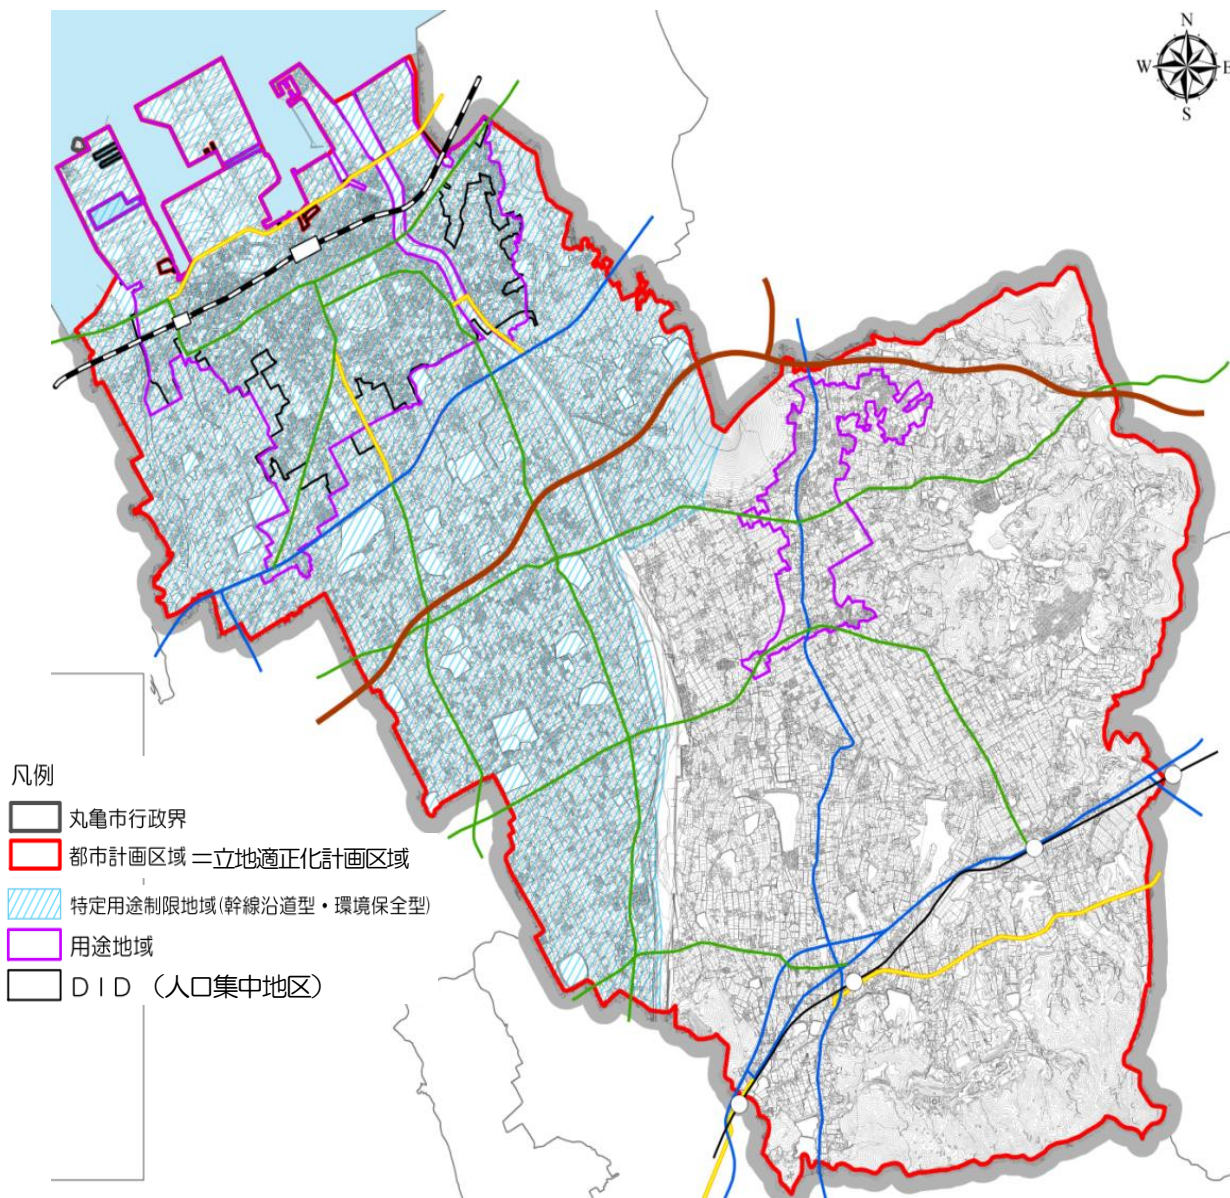 N
W
E
S
凡例
丸亀市行政界
都市計画区域 ＝立地適正化計画区域
特定用途制限地域(幹線沿道型・環境保全型)
用途地域
ＤＩＤ （人口集中地区）